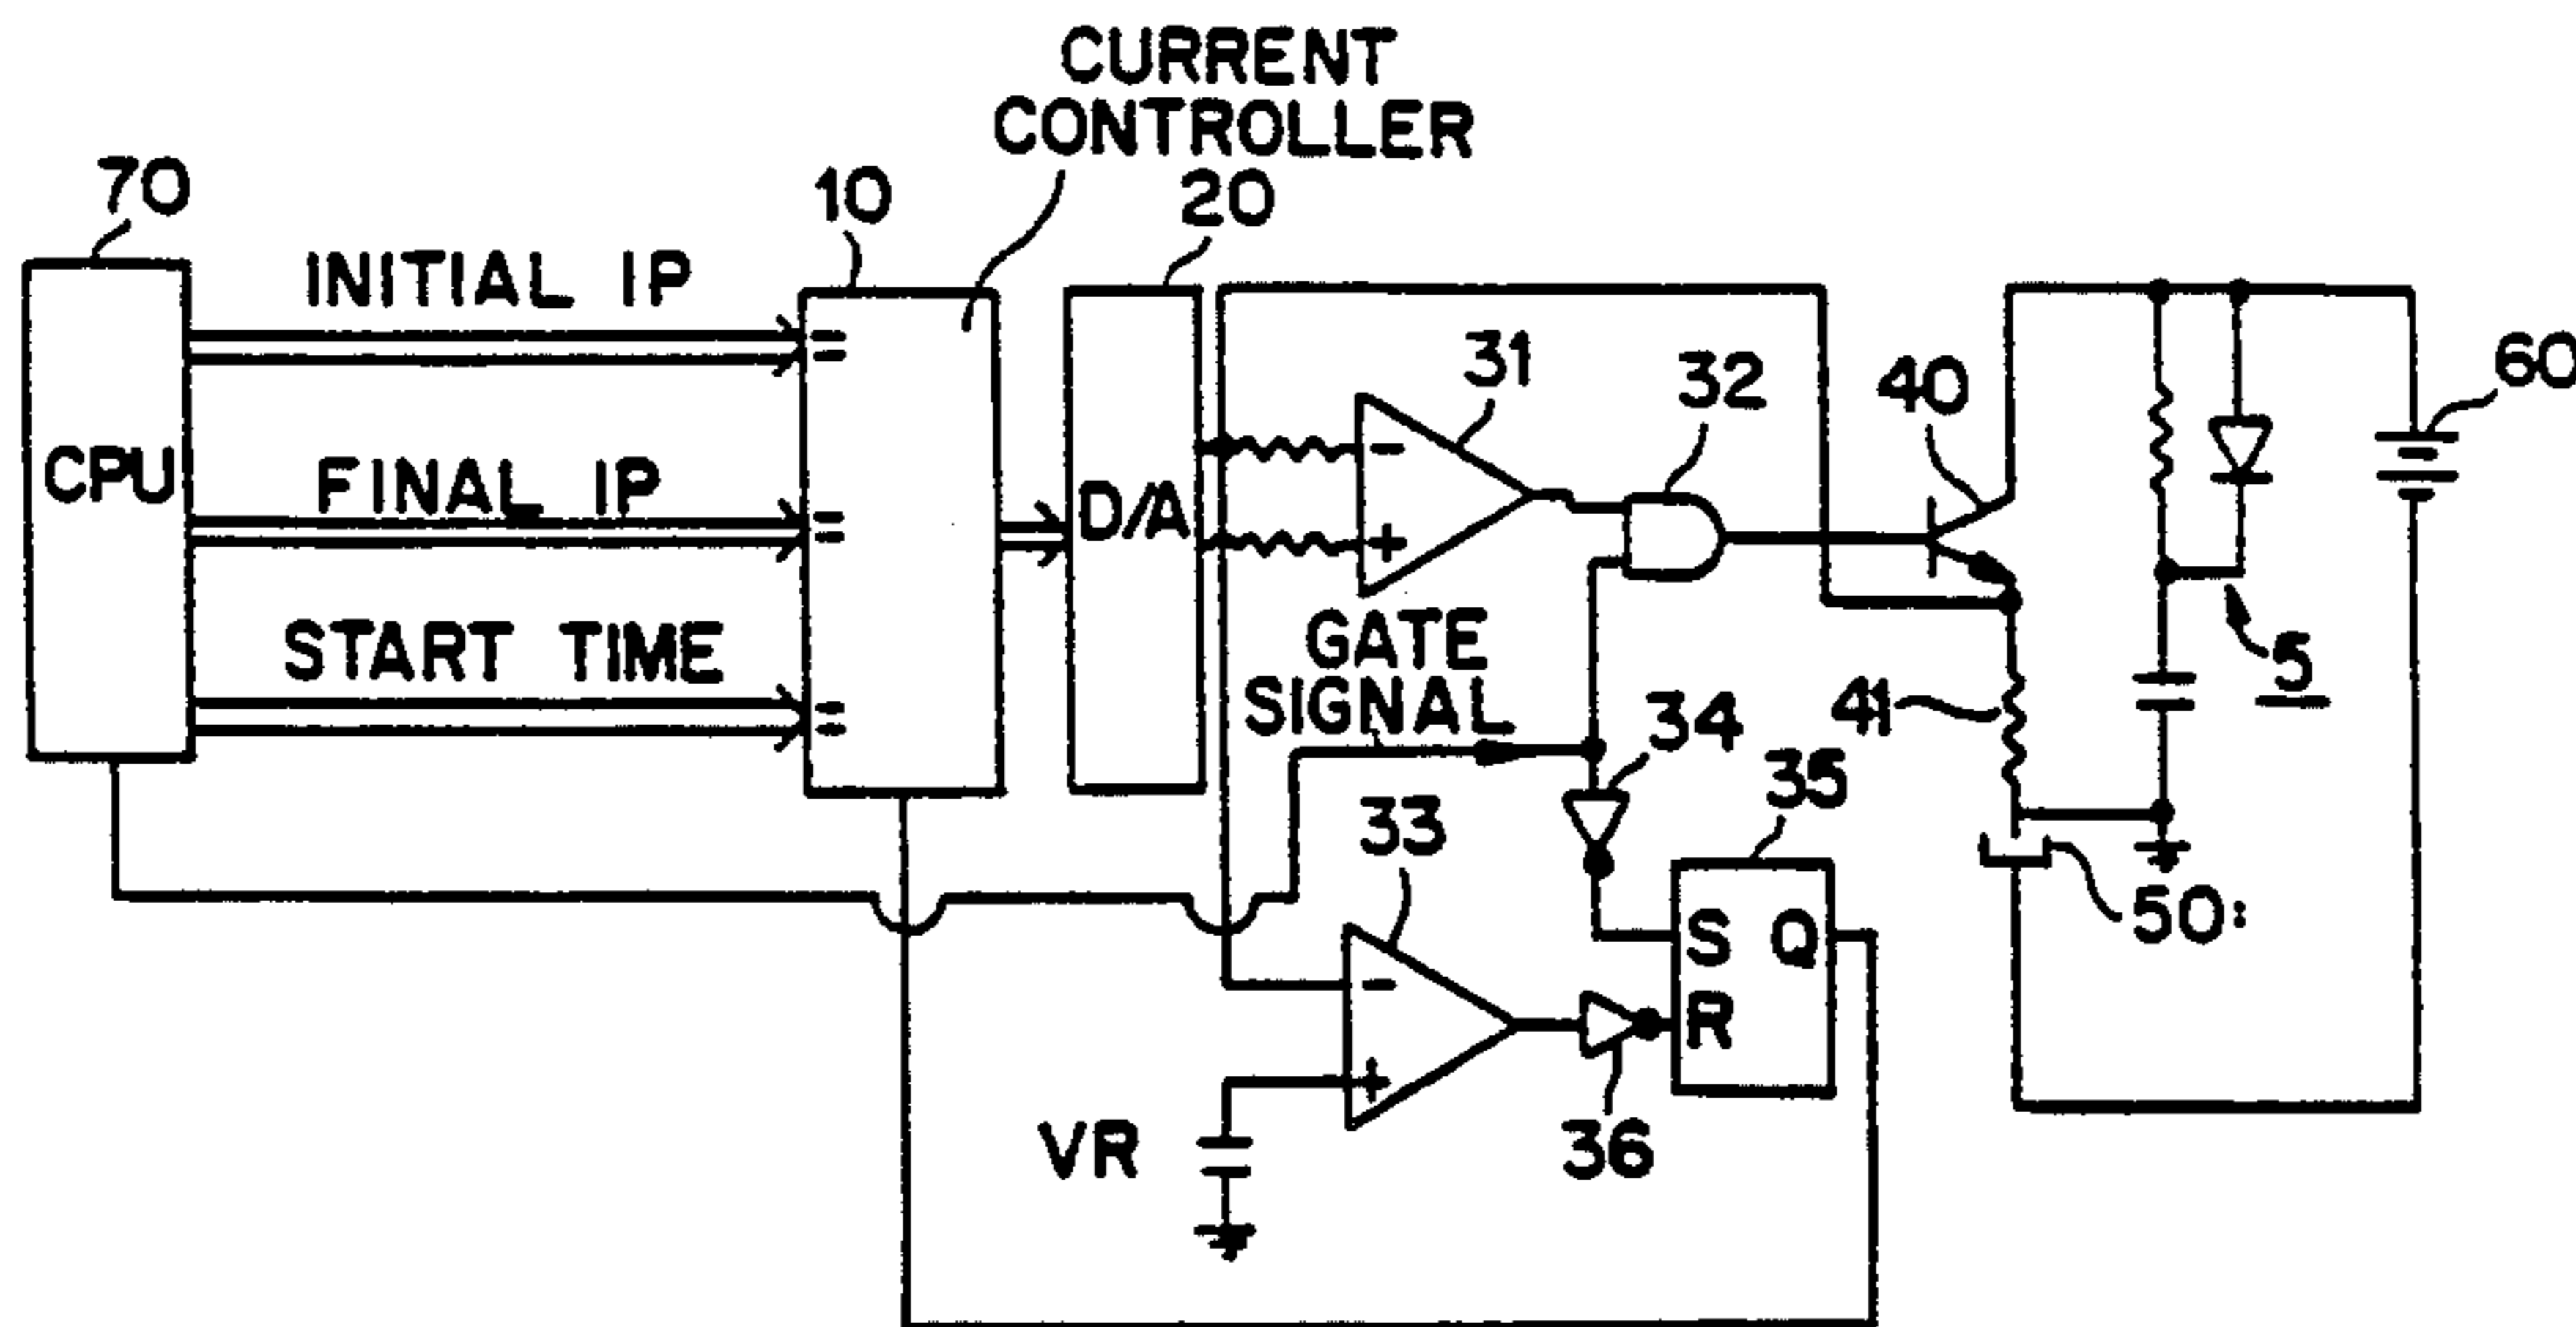 CURRENT
CONTROLLER
70
10
20
INITIAL IP
31
32
40
60
CPU
FINAL IP
D/A
-
+
START TIME
GATE
SIGNAL
34
41
5
35
33
50:
S Q
-
R
+
VR
36